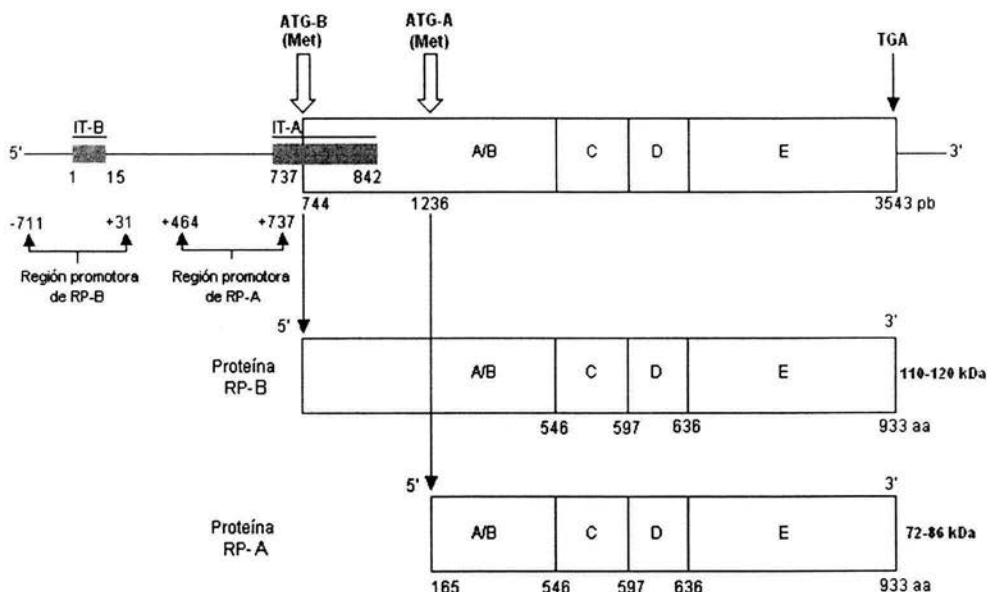 ATG-B
(Met)
ATG-A
(Met)
TGA
IT-B
IT-A
5'
A/B
C
D
E
3'
1
15
737
842
744
1236
3543 pb
-711
+31
+464
+737
Región promotora
de RP-B
Región promotora
de RP-A
5'
3'
Proteína
RP-B
A/B
C
D
E
110-120 kDa
546
597
636
933 aa
5'
3'
Proteína
RP-A
A/B
C
D
E
72-86 kDa
165
546
597
636
933 aa